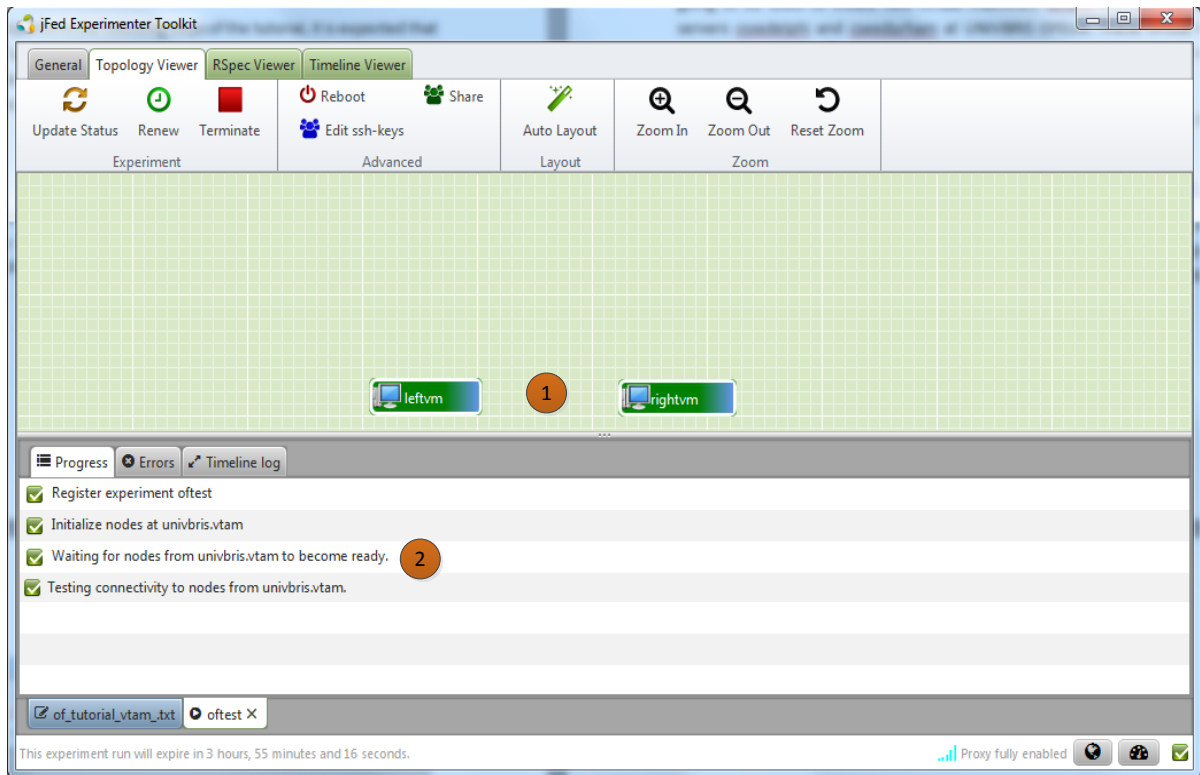 jFed Experimenter Toolkit
General Topology Viewer RSpec Viewer Timeline Viewer
Reboot Share
Update Status Renew Terminate Edit ssh-keys Auto Layout Zoom In Zoom Out Reset Zoom
Experiment Advanced Layout Zoom
leftvm 1 rightvm
Progress Errors Timeline log
Register experiment oftest
Initialize nodes at univbris.vtam
Waiting for nodes from univbris.vtam to become ready. 2
Testing connectivity to nodes from univbris.vtam.
of_tutorial_vtam_.txt oftest
This experiment run will expire in 3 hours, 55 minutes and 16 seconds. Proxy fully enabled